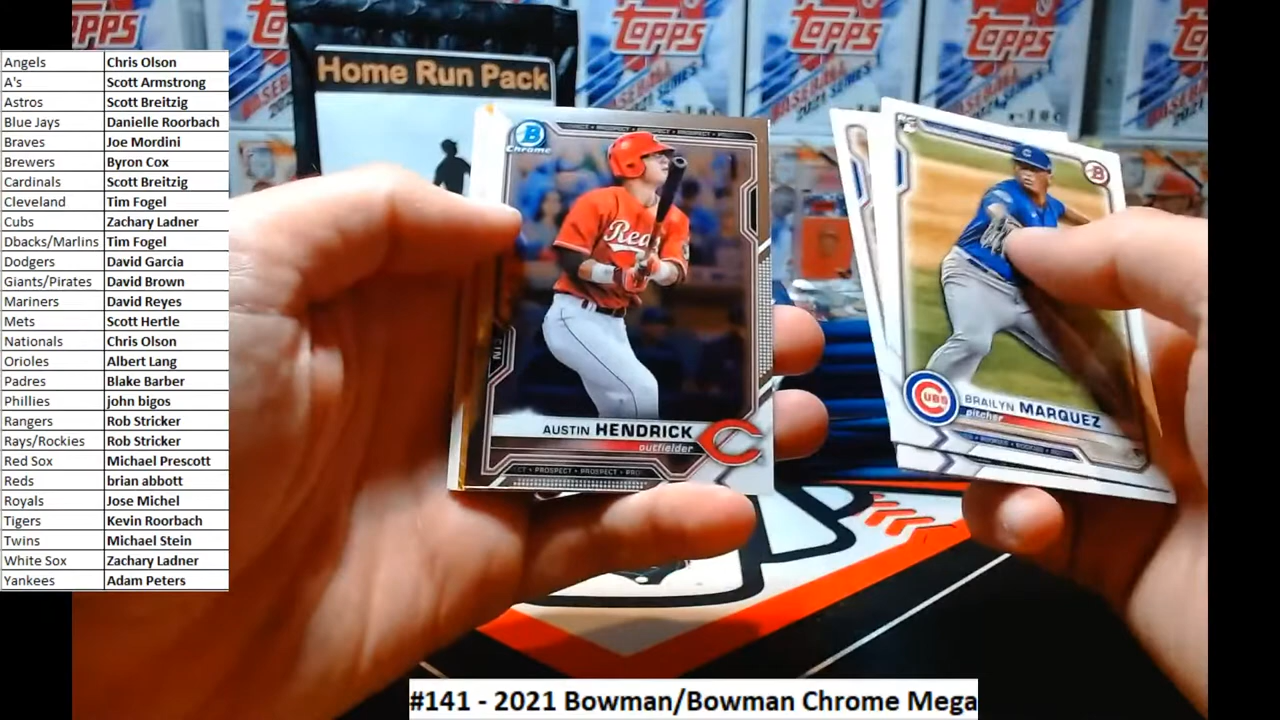 Angels Chris Olson
A's Scott Armstrong
Astros Scott Breitzig
Blue Jays Danielle Roorbach
Braves Joe Mordini
Brewers Byron Cox
Cardinals Scott Breitzig
Cleveland Tim Fogel
Cubs Zachary Ladner
Dbacks/Marlins Tim Fogel
Dodgers David Garcia
Giants/Pirates David Brown
Mariners David Reyes
Mets Scott Hertle
Nationals Chris Olson
Orioles Albert Lang
Padres Blake Barber
Phillies john bigos
Rangers Rob Stricker
Rays/Rockies Rob Stricker
Red Sox Michael Prescott
Reds brian abbott
Royals Jose Michel
Tigers Kevin Roorbach
Twins Michael Stein
White Sox Zachary Ladner
Yankees Adam Peters
TOPPS
TOPPS
TOPPS
Home Run Pack
B
Chrome
Reds
CIN
AUSTIN HENDRICK
outfielder
PROSPECT • PROSPECT
B
CUBS
BRAILYN MARQUEZ
pitcher
#141 - 2021 Bowman/Bowman Chrome Mega